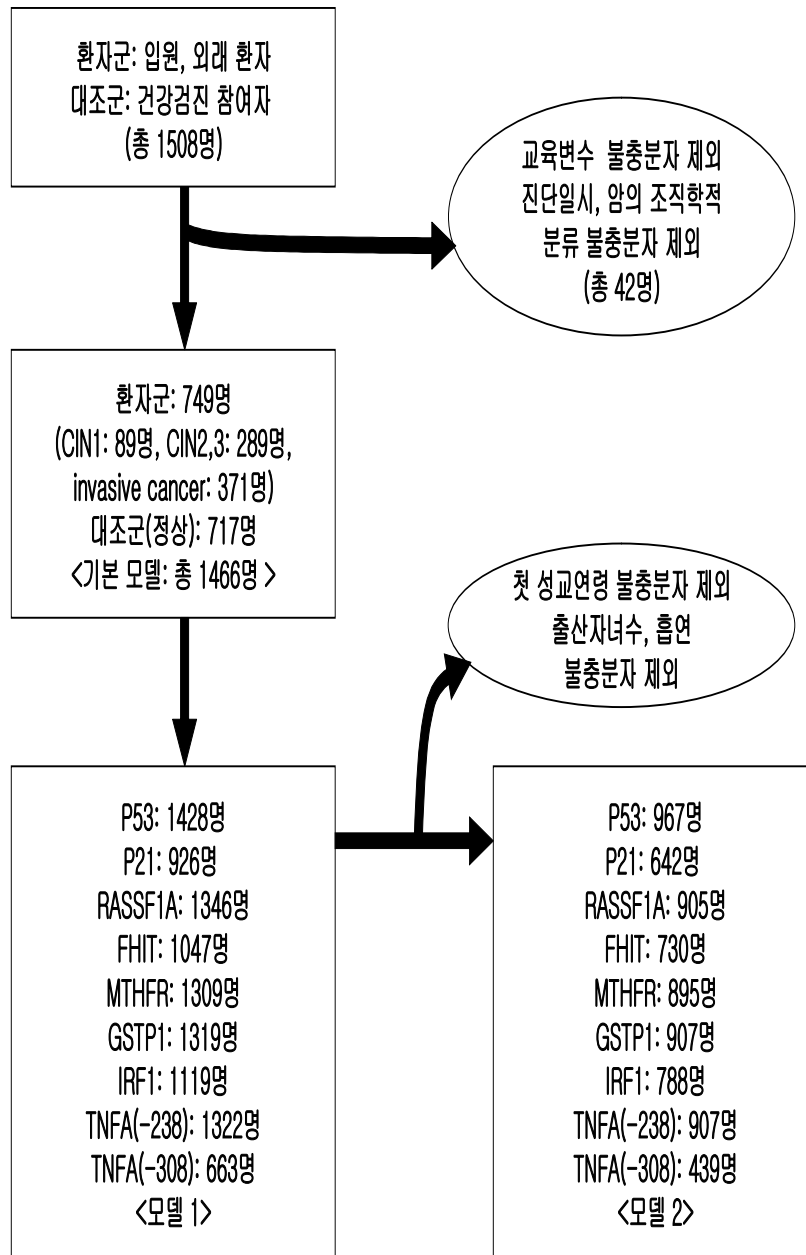 환자군: 입원, 외래 환자
대조군: 건강검진 참여자
(총 1508명)
교육변수 불충분자 제외
진단일시, 암의 조직학적
분류 불충분자 제외
(총 42명)
환자군: 749명
(CIN1: 89명, CIN2,3: 289명,
invasive cancer: 371명)
대조군(정상): 717명
<기본 모델: 총 1466명 >
첫 성교연령 불충분자 제외
출산자녀수, 흡연
불충분자 제외
P53: 1428명
P21: 926명
RASSF1A: 1346명
FHIT: 1047명
MTHFR: 1309명
GSTP1: 1319명
IRF1: 1119명
TNFA(-238): 1322명
TNFA(-308): 663명
<모델 1>
P53: 967명
P21: 642명
RASSF1A: 905명
FHIT: 730명
MTHFR: 895명
GSTP1: 907명
IRF1: 788명
TNFA(-238): 907명
TNFA(-308): 439명
<모델 2>